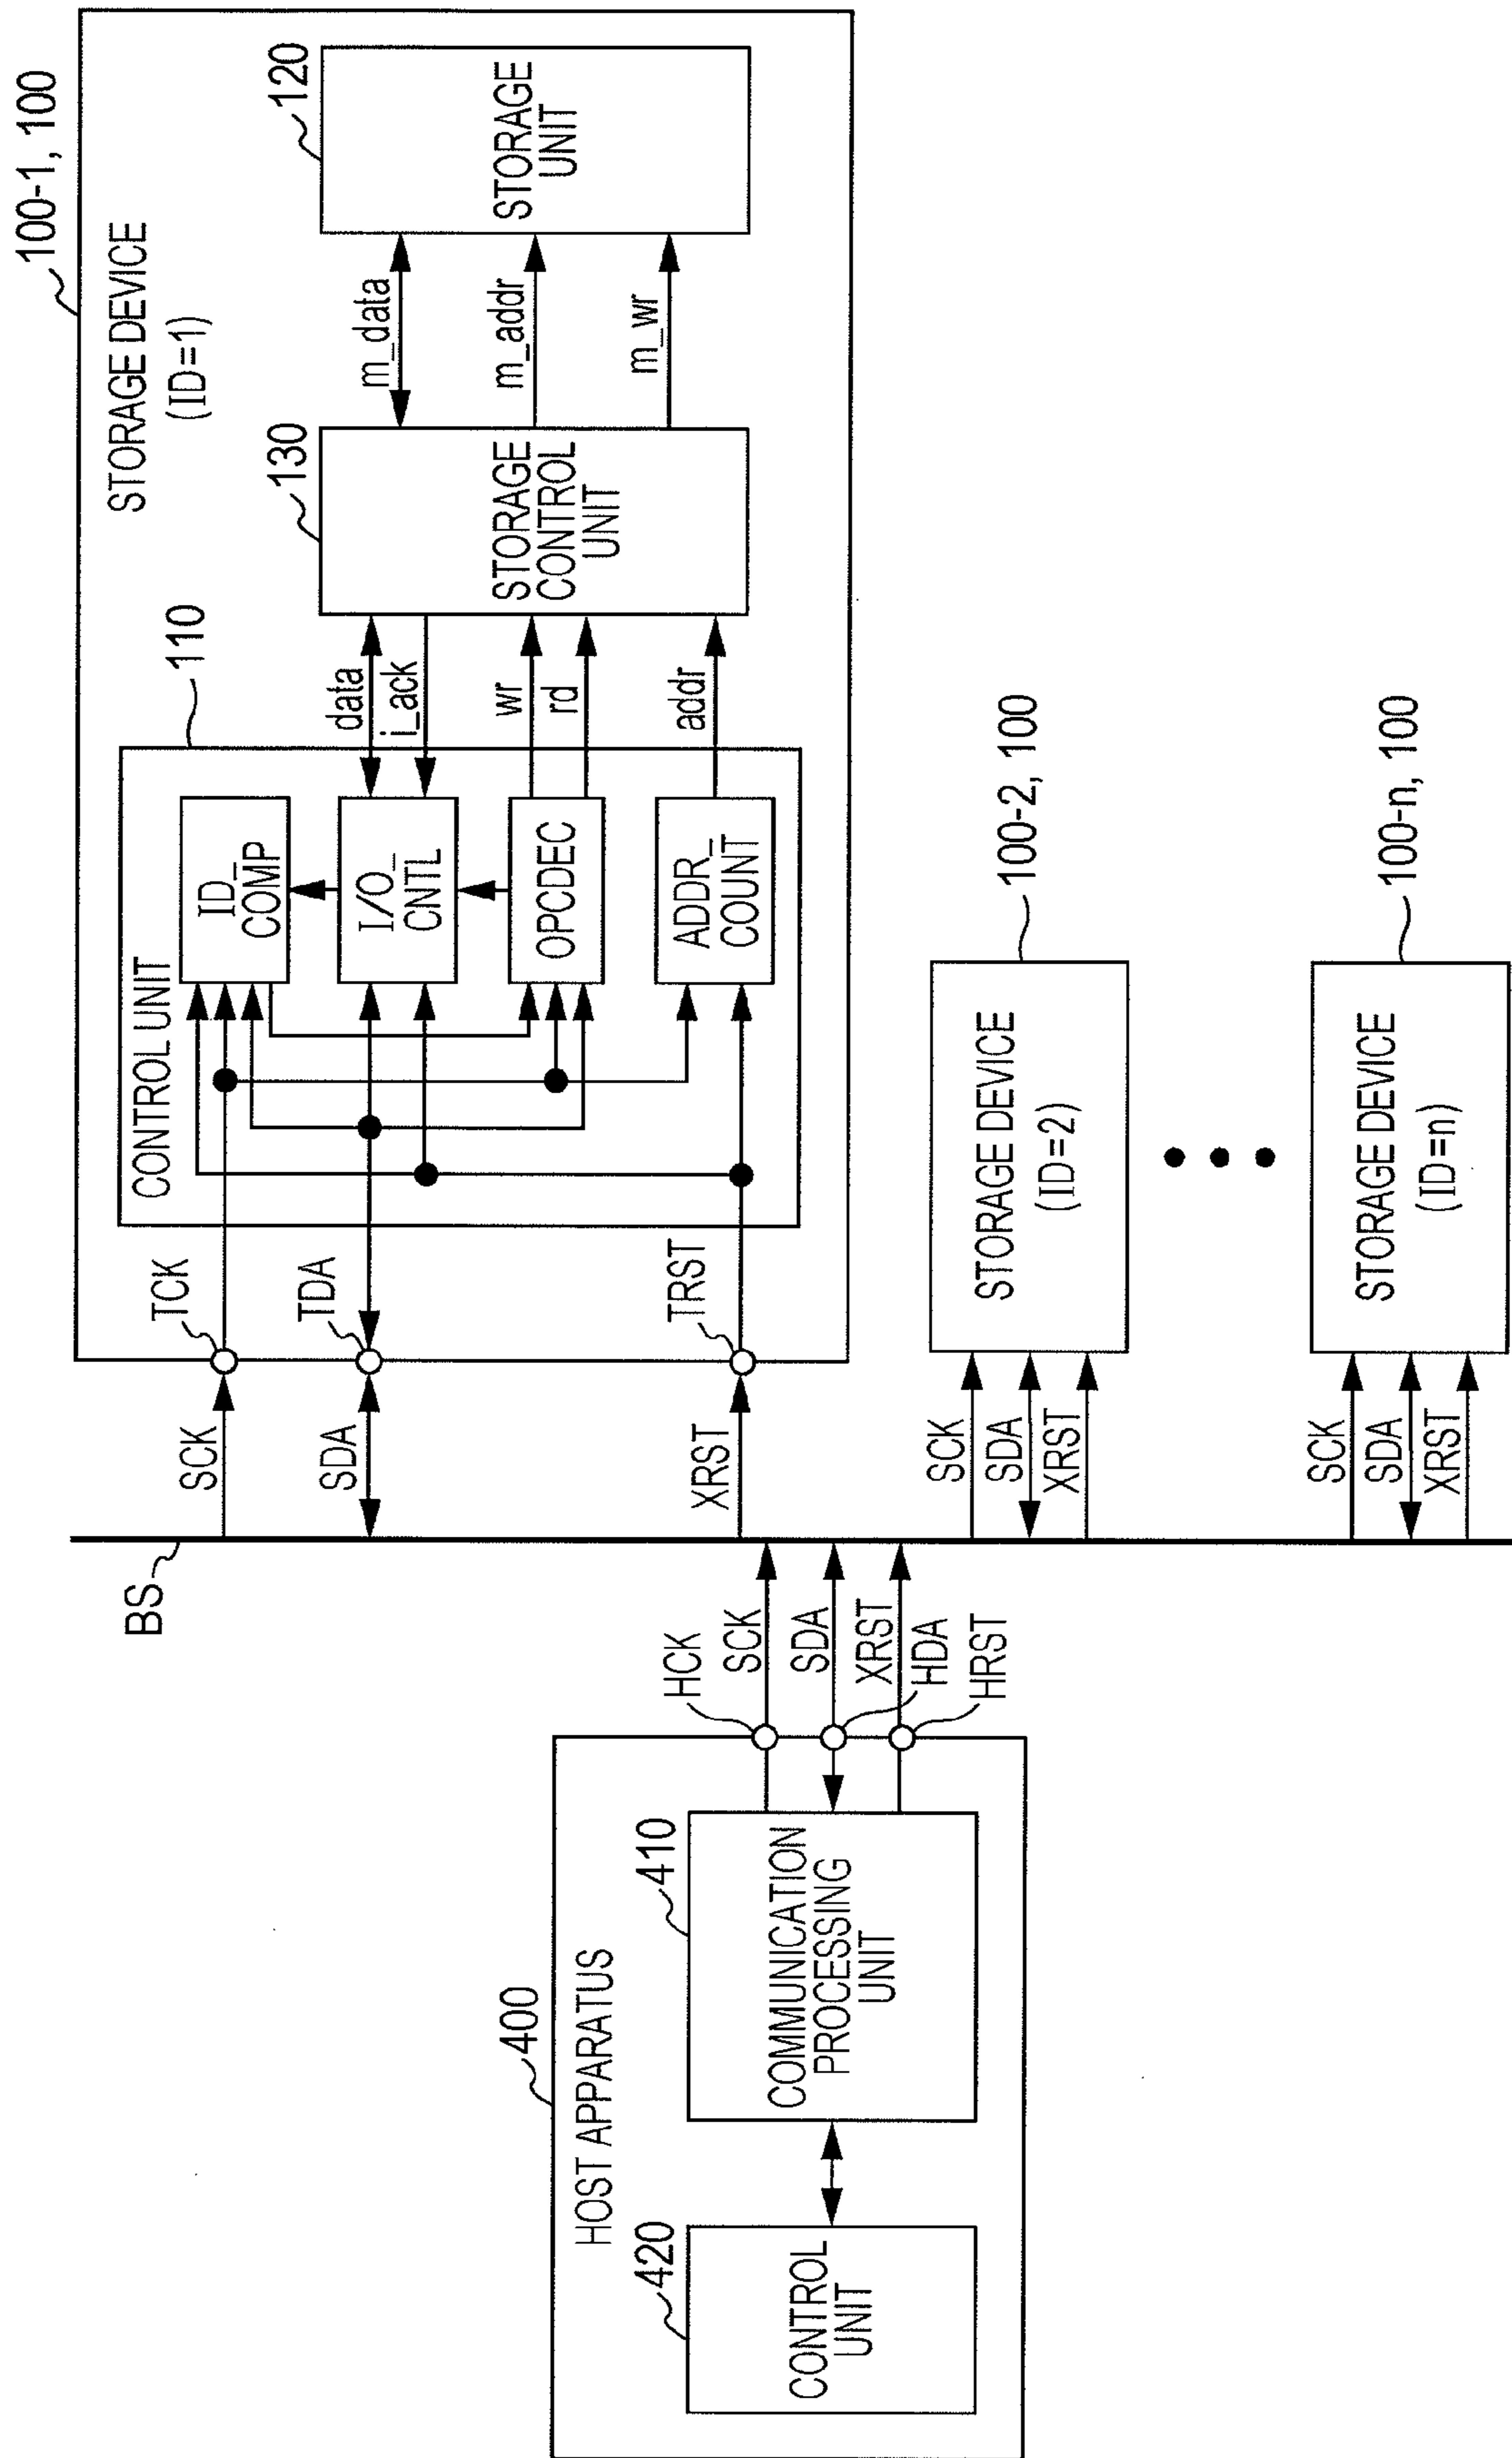 100-1, 100
STORAGE DEVICE
(ID=1)
110
130
120
CONTROL UNIT
ID_
COMP
I/O_
CNTL
OPCDEC
ADDR_
COUNT
data
i_ack
wr
rd
addr
STORAGE
CONTROL
UNIT
m_data
m_addr
m_wr
STORAGE
UNIT
TCK
TDA
TRST
SCK
SDA
XRST
BS
400
HOST APPARATUS
420
CONTROL
UNIT
410
COMMUNICATION
PROCESSING
UNIT
HCK
SCK
SDA
XRST
HDA
HRST
SCK
SDA
XRST
STORAGE DEVICE
(ID=2)
100-2, 100
SCK
SDA
XRST
STORAGE DEVICE
(ID=n)
100-n, 100